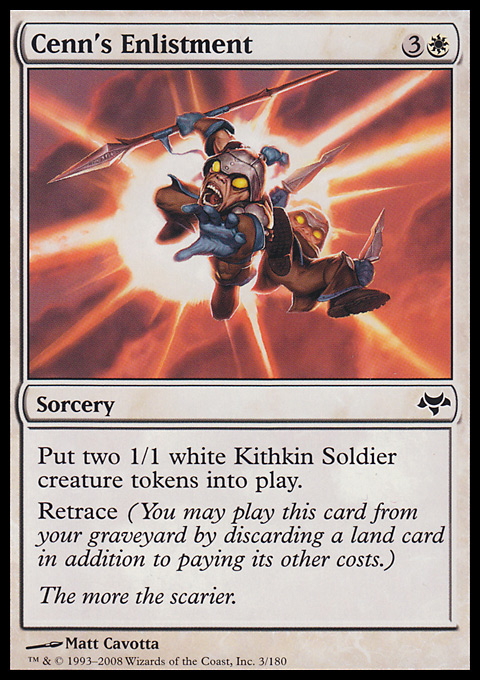 Cenn's Enlistment 3
Sorcery
Put two 1/1 white Kithkin Soldier
creature tokens into play.
Retrace (You may play this card from
your graveyard by discarding a land card
in addition to paying its other costs.)
The more the scarier.
Matt Cavotta
™ & © 1993–2008 Wizards of the Coast, Inc. 3/180